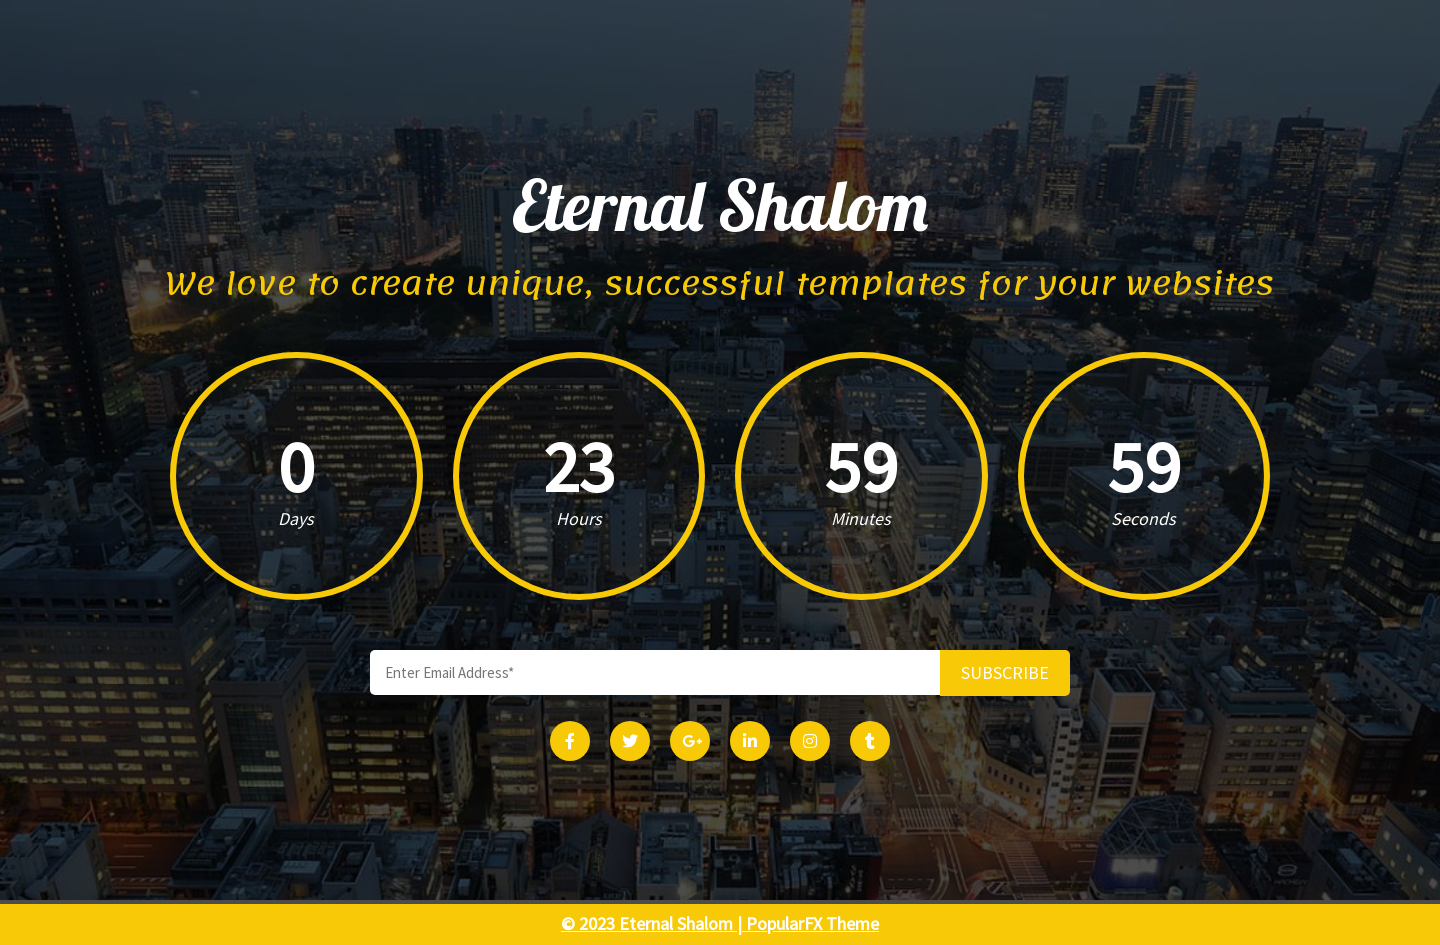 Eternal Shalom
We love to create unique, successful templates for your websites
0 23 59 59
Days Hours Minutes Seconds
Enter Email Address* SUBSCRIBE
© 2023 Eternal Shalom | PopularFX Theme